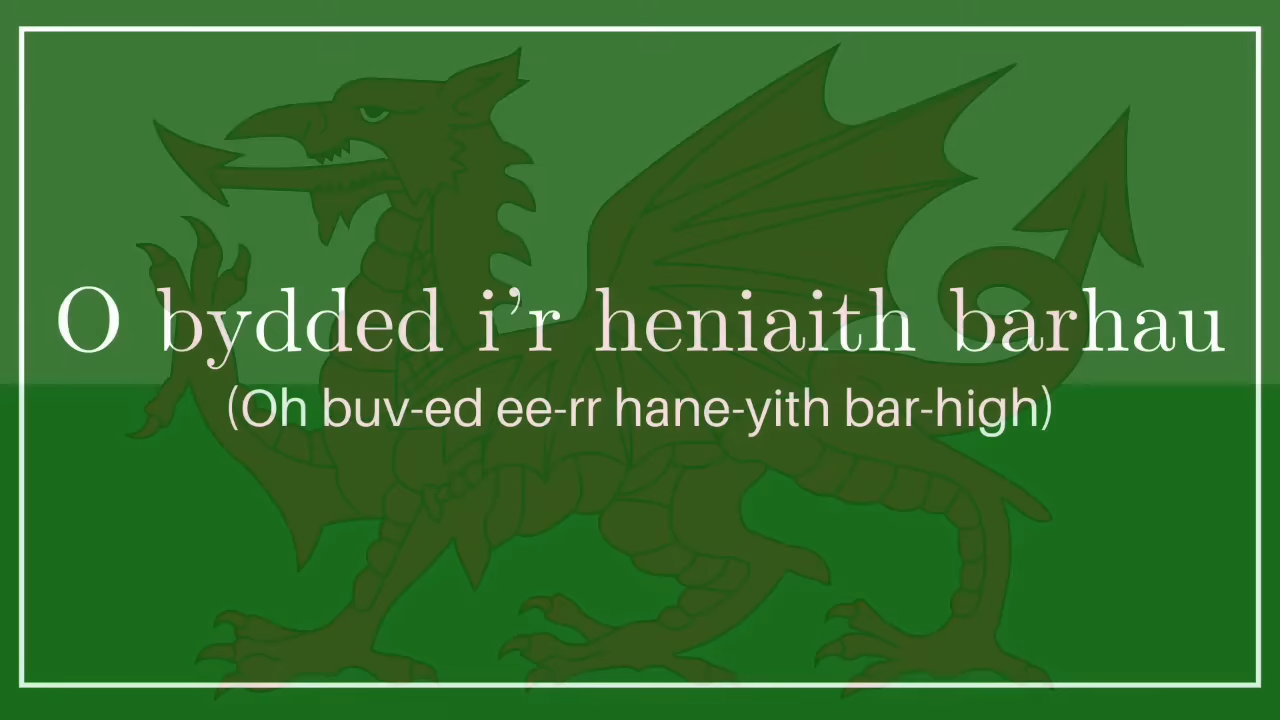 O bydded i’r heniaith barhau
(Oh buv-ed ee-rr hane-yith bar-high)